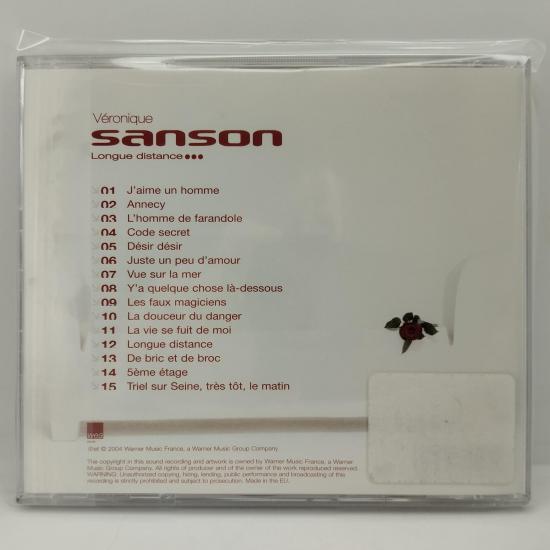 Véronique
sanson
Longue distance•••
01 J'aime un homme
02 Annecy
03 L'homme de farandole
04 Code secret
05 Désir désir
06 Juste un peu d'amour
07 Vue sur la mer
08 Y'a quelque chose là-dessous
09 Les faux magiciens
10 La douceur du danger
11 La vie se fuit de moi
12 Longue distance
13 De bric et de broc
14 5ème étage
15 Triel sur Seine, très tôt, le matin
© 2004 Warner Music France, a Warner Music Group Company
The copyright in this sound recording and artwork is owned by Warner Music France, a Warner
Music Group Company. All rights of producer and of the owner of the work reproduced reserved.
WARNING: Unauthorized copying, hiring, lending, public performance and broadcasting of this
recording is strictly prohibited and subject to prosecution. Made in the EU.